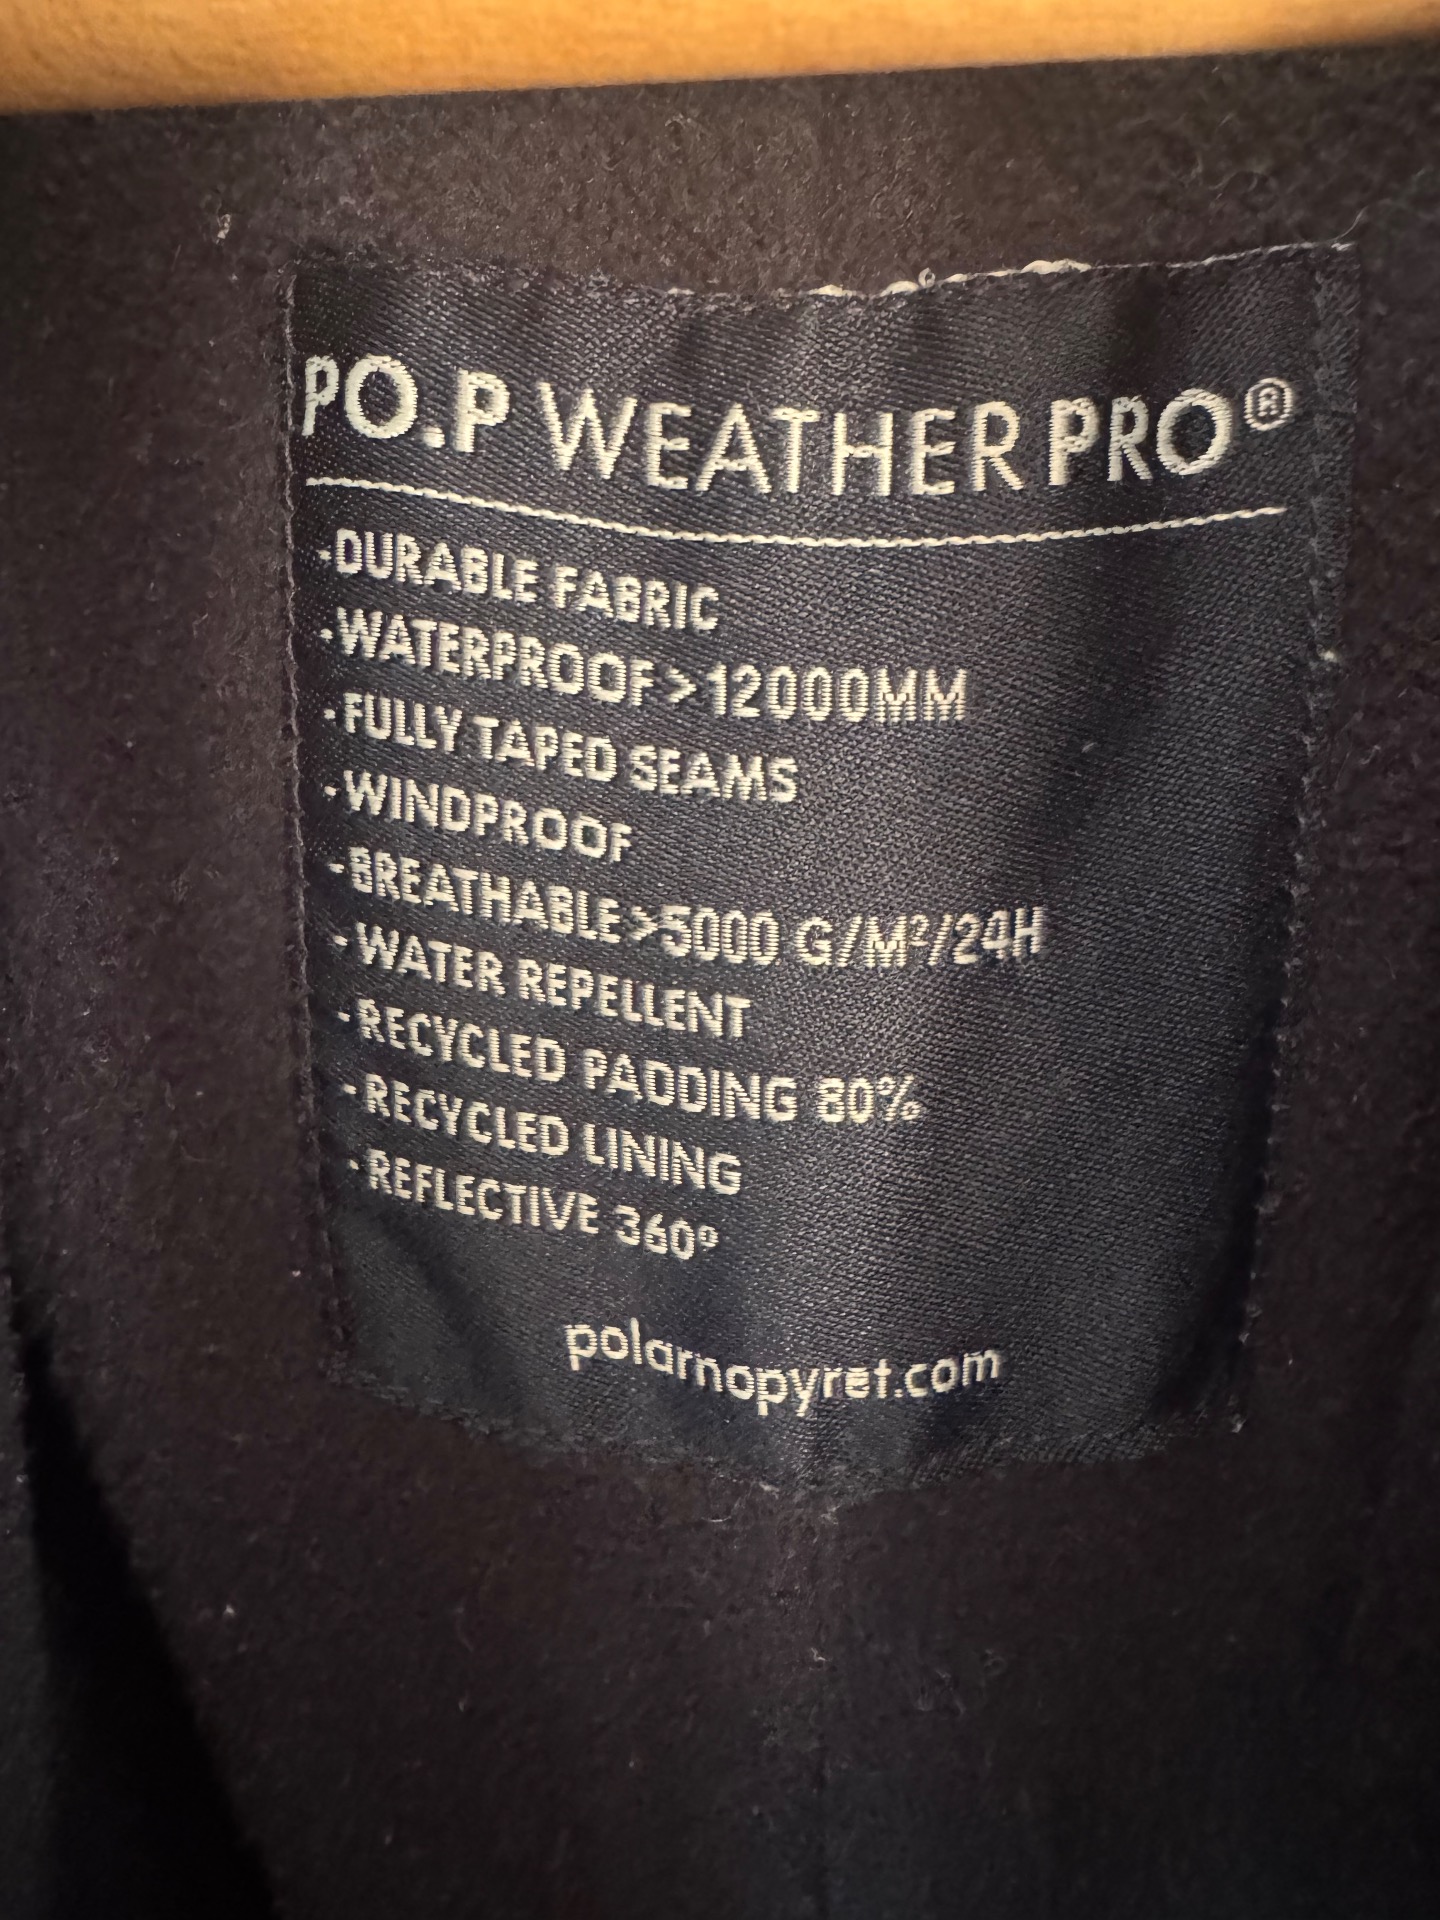 PO.P WEATHER PRO®
-DURABLE FABRIC
-WATERPROOF>12000MM
-FULLY TAPED SEAMS
-WINDPROOF
-BREATHABLE>5000 G/M²/24H
-WATER REPELLENT
-RECYCLED PADDING 80%
-RECYCLED LINING
-REFLECTIVE 360°
polarnopyret.com